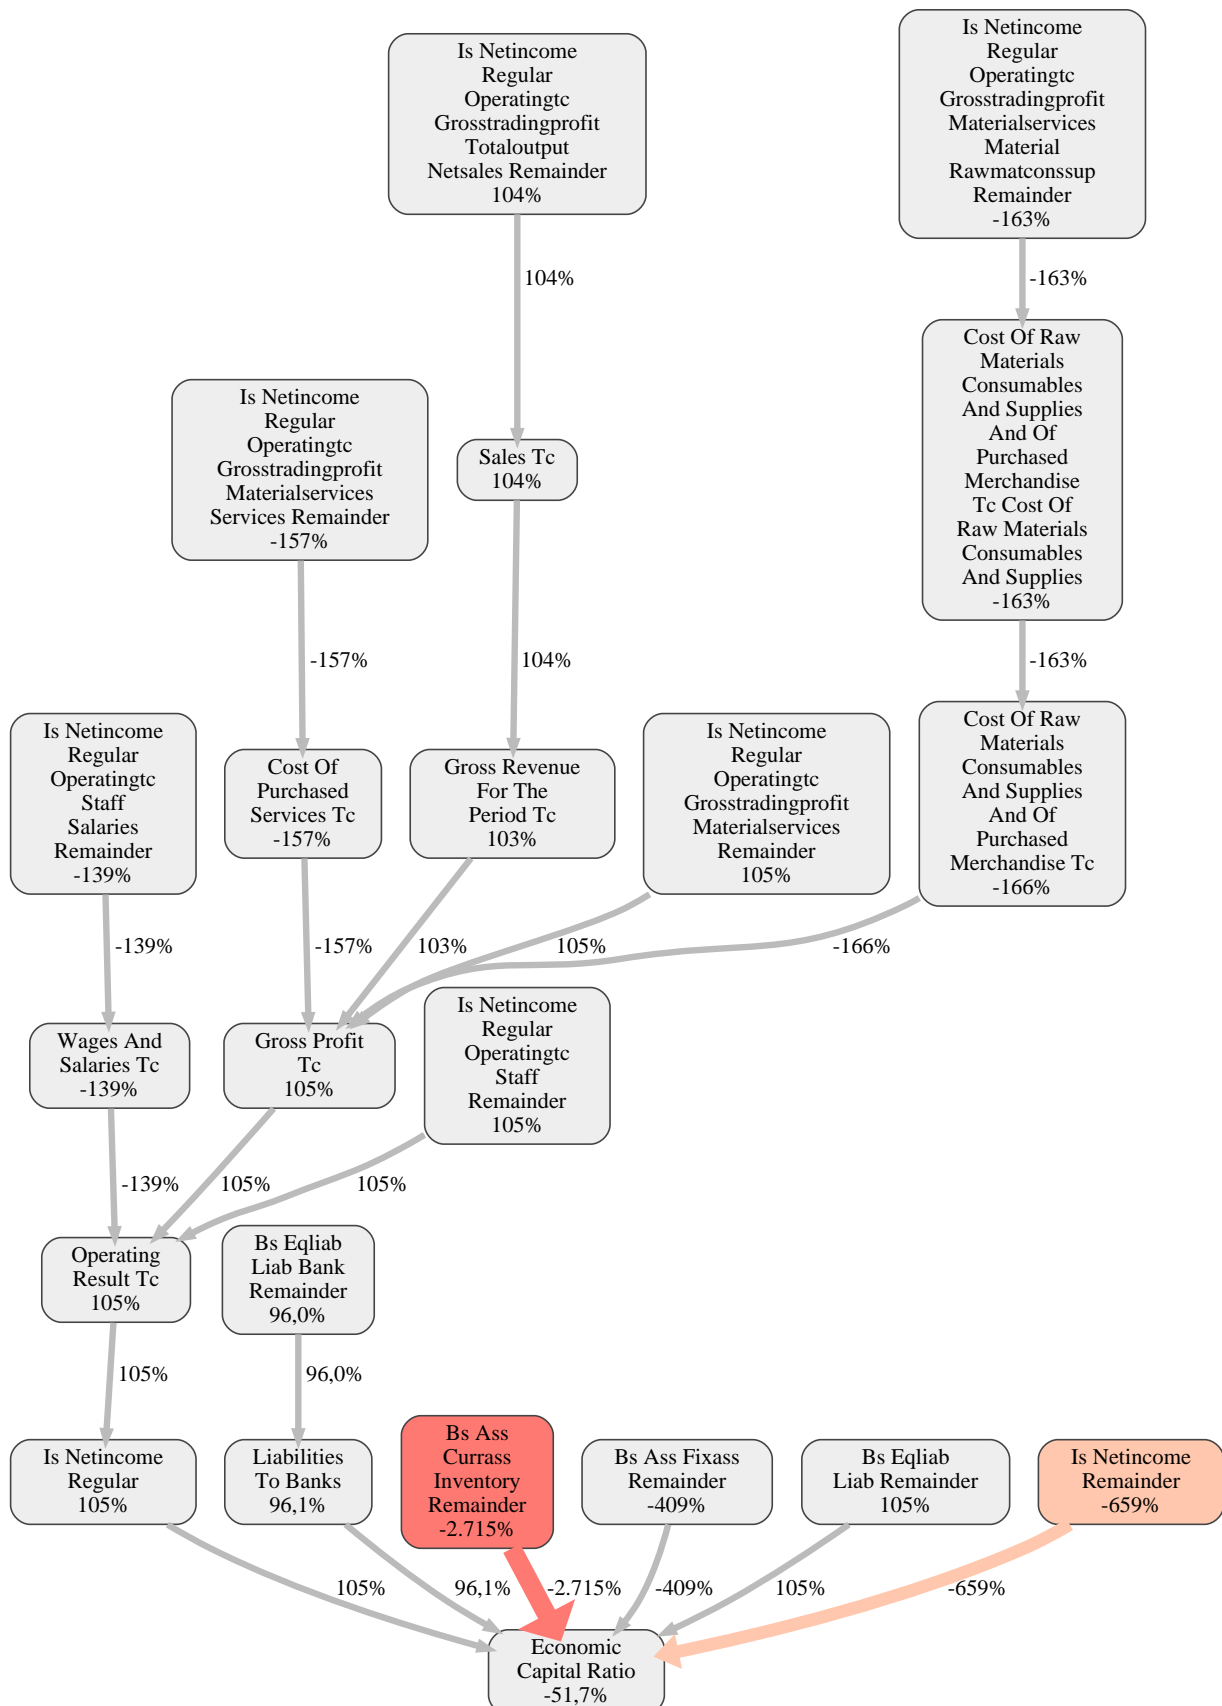 Is Netincome
Regular
Operatingtc
Grosstradingprofit
Totaloutput
Netsales Remainder
104%
Is Netincome
Regular
Operatingtc
Grosstradingprofit
Materialservices
Material
Rawmatconssup
Remainder
-163%
104%
-163%
Is Netincome
Regular
Operatingtc
Grosstradingprofit
Materialservices
Services Remainder
-157%
Sales Tc
104%
Cost Of Raw
Materials
Consumables
And Supplies
And Of
Purchased
Merchandise
Tc Cost Of
Raw Materials
Consumables
And Supplies
-163%
-157%
104%
-163%
Is Netincome
Regular
Operatingtc
Staff
Salaries
Remainder
-139%
Cost Of
Purchased
Services Tc
-157%
Gross Revenue
For The
Period Tc
103%
Is Netincome
Regular
Operatingtc
Grosstradingprofit
Materialservices
Remainder
105%
Cost Of Raw
Materials
Consumables
And Supplies
And Of
Purchased
Merchandise Tc
-166%
-139%
-157%
103%
105%
-166%
Wages And
Salaries Tc
-139%
Gross Profit
Tc
105%
Is Netincome
Regular
Operatingtc
Staff
Remainder
105%
-139%
105%
105%
Operating
Result Tc
105%
Bs Eqliab
Liab Bank
Remainder
96,0%
105%
96,0%
Is Netincome
Regular
105%
Liabilities
To Banks
96,1%
Bs Ass
Currass
Inventory
Remainder
-2.715%
Bs Ass Fixass
Remainder
-409%
Bs Eqliab
Liab Remainder
105%
Is Netincome
Remainder
-659%
105%
96,1%
-2.715%
-409%
105%
-659%
Economic
Capital Ratio
-51,7%